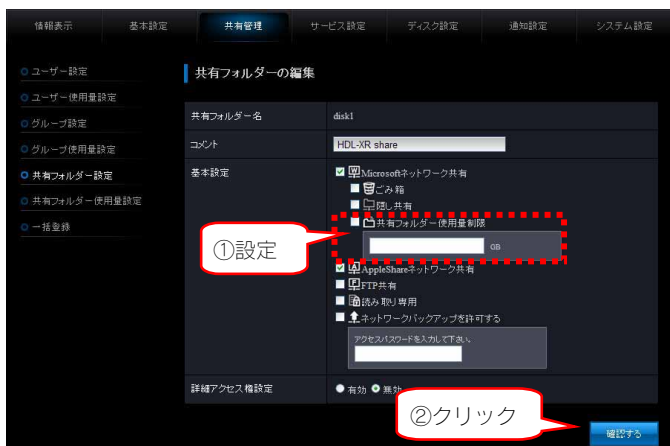 情報表示 基本設定 共有管理 サービス設定 ディスク設定 通知設定 システム設定
ユーザー設定
ユーザー使用量設定
グループ設定
グループ使用量設定
共有フォルダー設定
共有フォルダー使用量設定
一括登録
共有フォルダーの編集
共有フォルダー名 disk1
コメント HDL-XR share
基本設定
Microsoftネットワーク共有
ごみ箱
隠し共有
共有フォルダー使用量制限
GB
①設定
AppleShareネットワーク共有
FTP共有
読み取り専用
ネットワークバックアップを許可する
アクセスパスワードを入力して下さい。
詳細アクセス権設定 有効 無効
②クリック
確認する